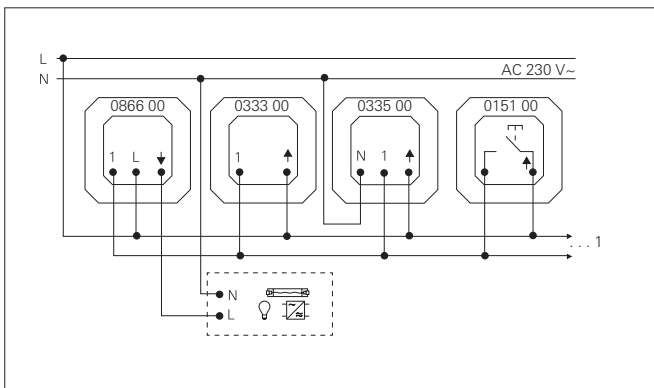 L
N
AC 230 V~
0866 00 0333 00 0335 00 0151 00
1 L 1 N 1
. . . 1
N
L